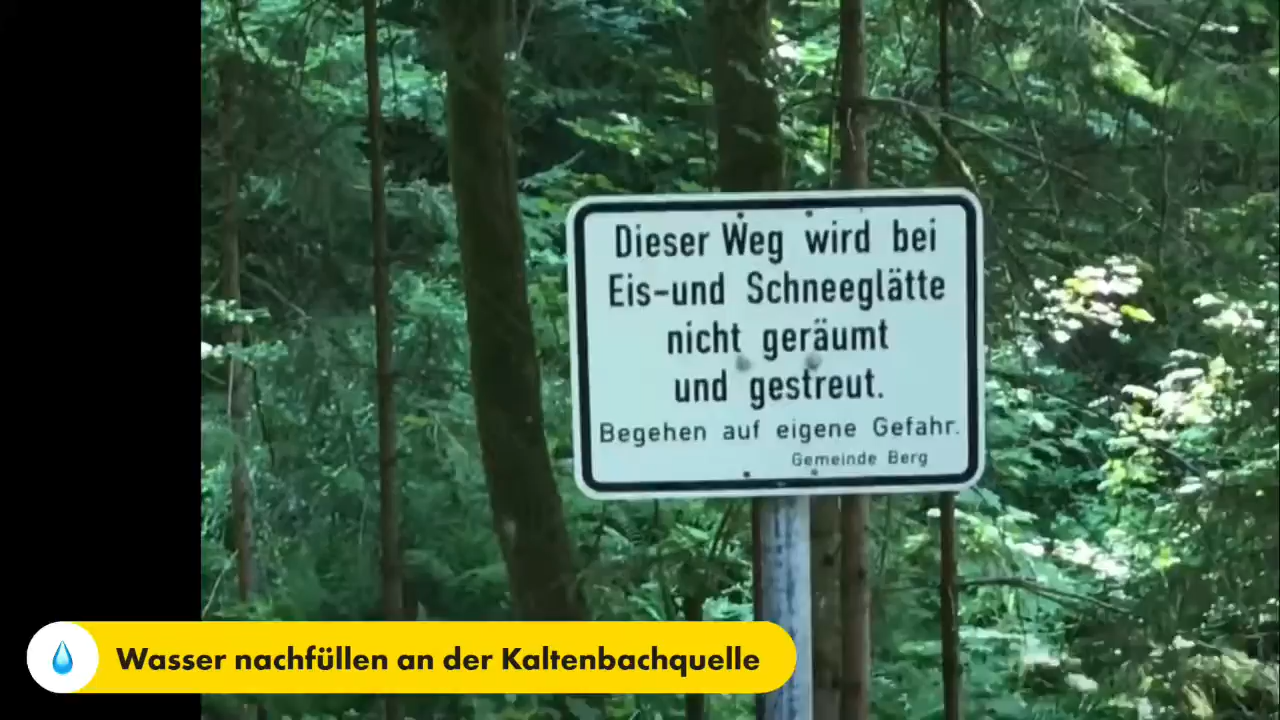 Dieser Weg wird bei
Eis-und Schneeglätte
nicht geräumt
und gestreut.
Begehen auf eigene Gefahr.
Gemeinde Berg
Wasser nachfüllen an der Kaltenbachquelle